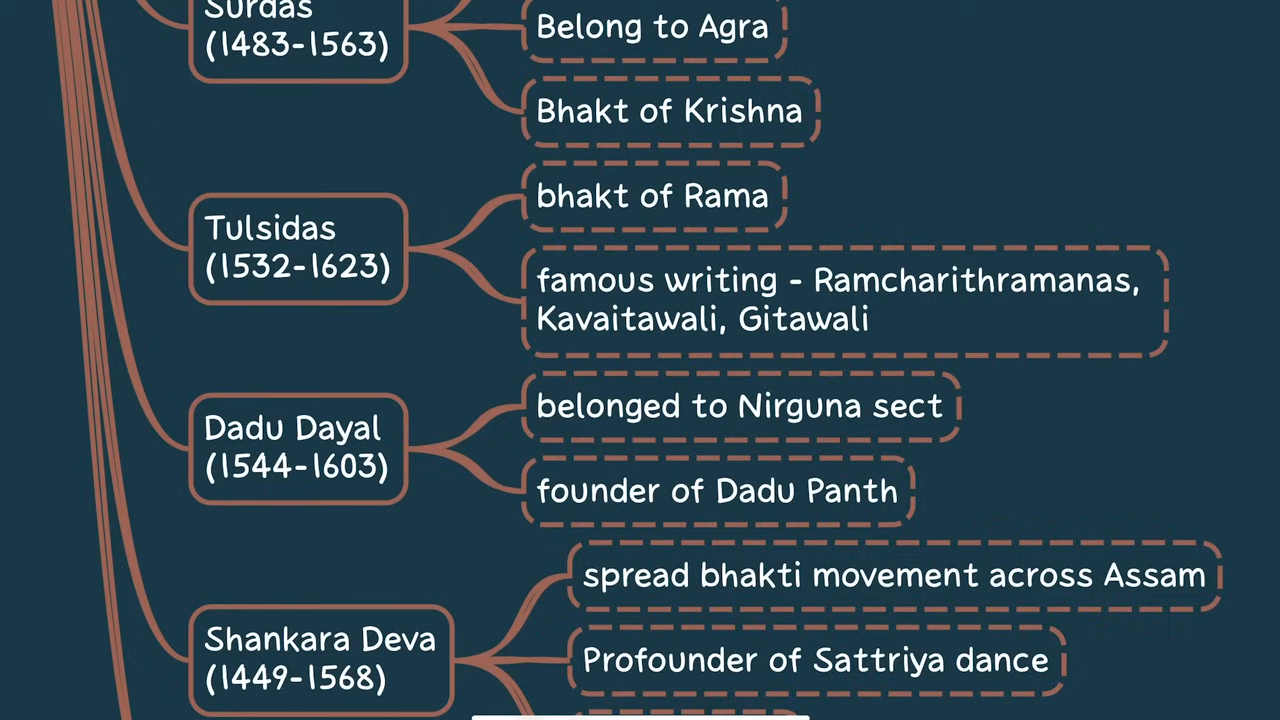 Surdas
(1483-1563)
Belong to Agra
Bhakt of Krishna
Tulsidas
(1532-1623)
bhakt of Rama
famous writing - Ramcharithramanas,
Kavaitawali, Gitawali
Dadu Dayal
(1544-1603)
belonged to Nirguna sect
founder of Dadu Panth
Shankara Deva
(1449-1568)
spread bhakti movement across Assam
Profounder of Sattriya dance